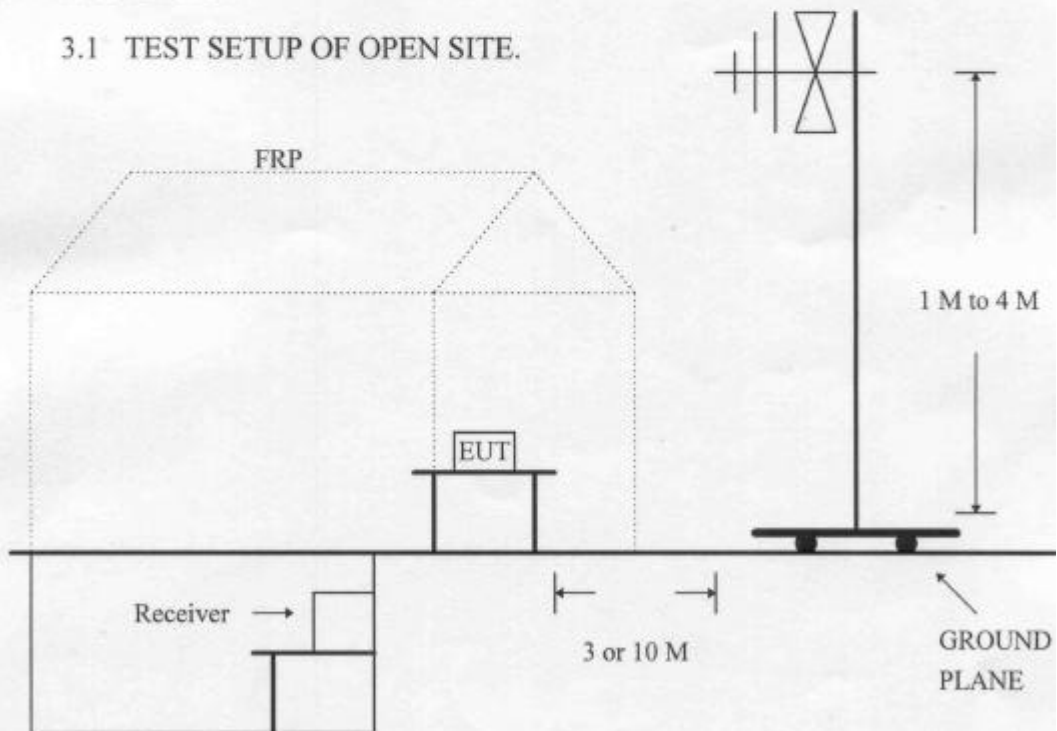 3.1 TEST SETUP OF OPEN SITE.
FRP
1 M to 4 M
EUT
Receiver
3 or 10 M
GROUND
PLANE